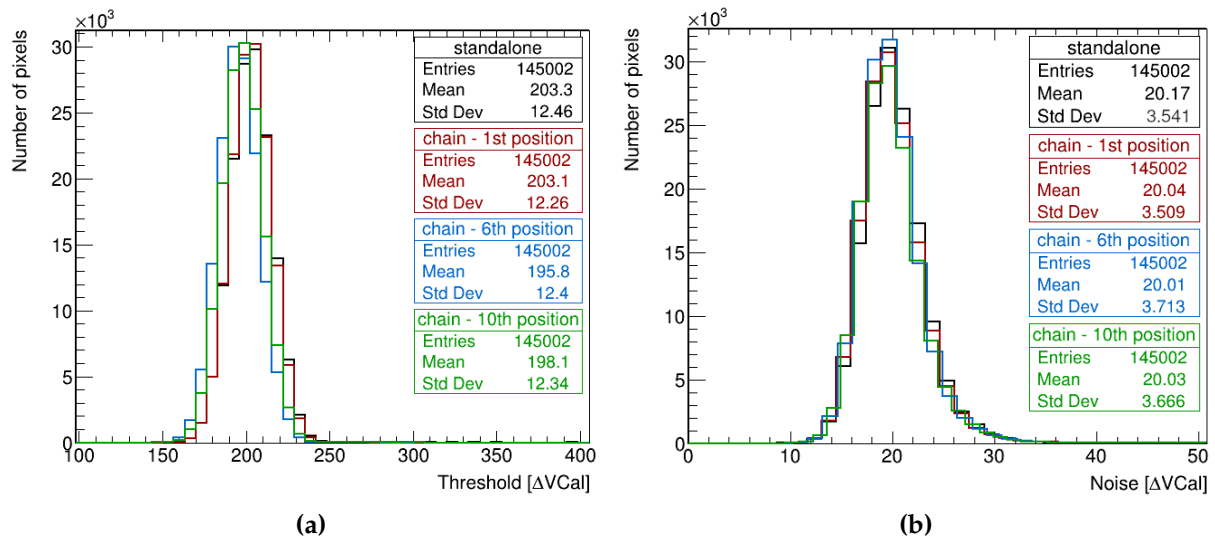 ×10³
Number of pixels
30
25
20
15
10
5
0
100
150
200
250
300
350
400
Threshold [ΔVCal]
standalone
Entries 145002
Mean 203.3
Std Dev 12.46
chain - 1st position
Entries 145002
Mean 203.1
Std Dev 12.26
chain - 6th position
Entries 145002
Mean 195.8
Std Dev 12.4
chain - 10th position
Entries 145002
Mean 198.1
Std Dev 12.34
(a)
×10³
Number of pixels
30
25
20
15
10
5
0
0
10
20
30
40
50
Noise [ΔVCal]
standalone
Entries 145002
Mean 20.17
Std Dev 3.541
chain - 1st position
Entries 145002
Mean 20.04
Std Dev 3.509
chain - 6th position
Entries 145002
Mean 20.01
Std Dev 3.713
chain - 10th position
Entries 145002
Mean 20.03
Std Dev 3.666
(b)